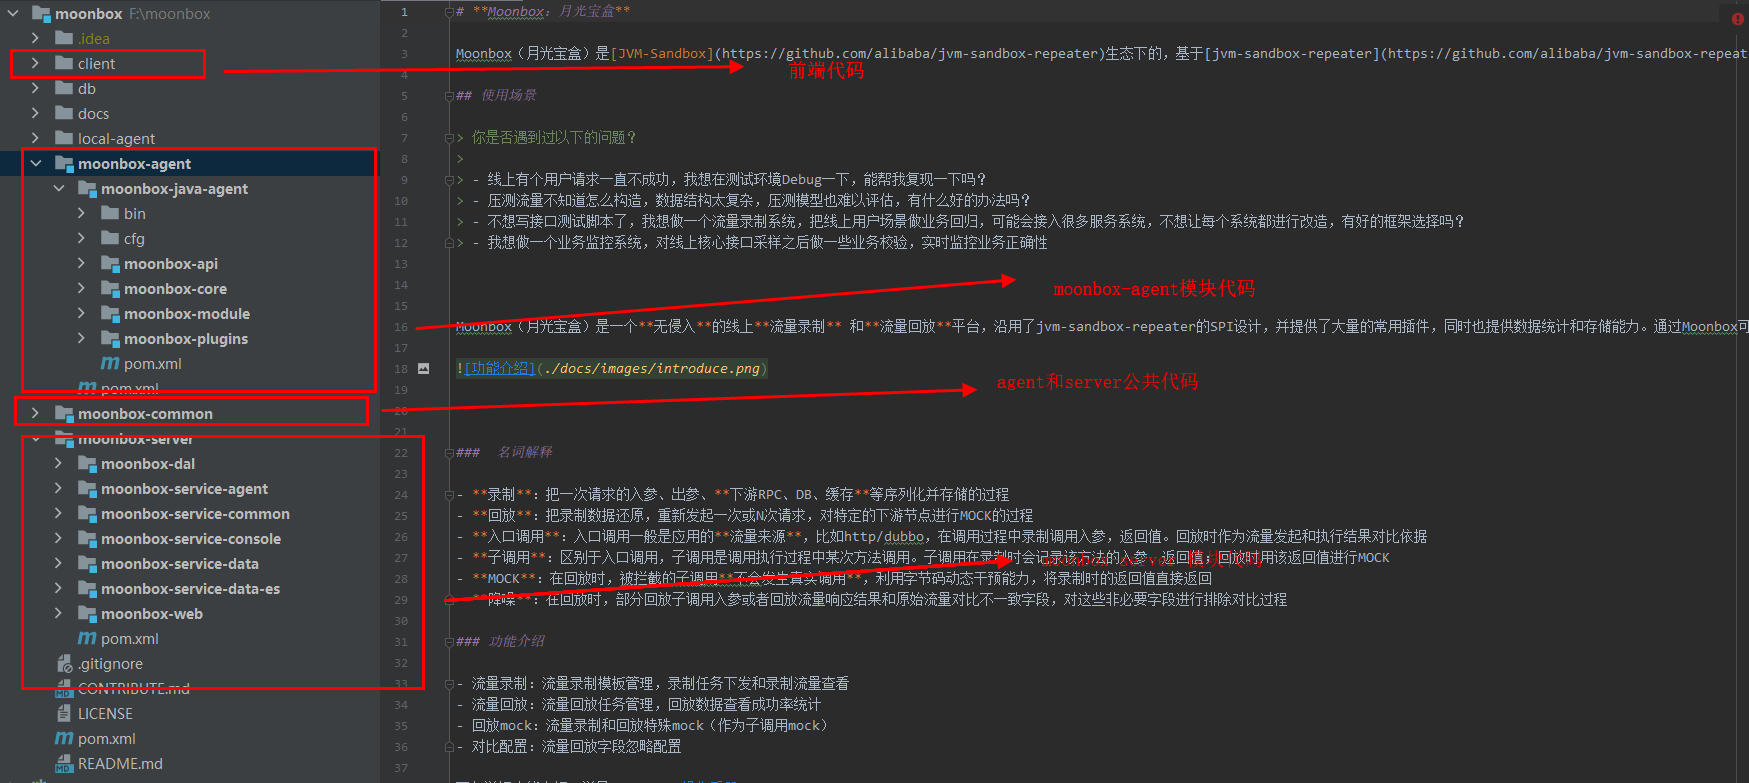 moonbox F:\moonbox
.idea
client
db
docs
local-agent
moonbox-agent
moonbox-java-agent
bin
cfg
moonbox-api
moonbox-core
moonbox-module
moonbox-plugins
pom.xml
pom.xml
moonbox-common
moonbox-server
moonbox-dal
moonbox-service-agent
moonbox-service-common
moonbox-service-console
moonbox-service-data
moonbox-service-data-es
moonbox-web
pom.xml
.gitignore
CONTRIBUTE.md
LICENSE
pom.xml
README.md
1 # **Moonbox：月光宝盒**
2
3 Moonbox（月光宝盒）是[JVM-Sandbox](https://github.com/alibaba/jvm-sandbox-repeater)生态下的，基于[jvm-sandbox-repeater](https://github.com/alibaba/jvm-sandbox-repeat
前端代码
4
5 ## 使用场景
6
7 > 你是否遇到过以下的问题？
8 >
9 > - 线上有个用户请求一直不成功，我想在测试环境Debug一下，能帮我复现一下吗？
10 > - 压测流量不知道怎么构造，数据结构太复杂，压测模型也难以评估，有什么好的办法吗？
11 > - 不想写接口测试脚本了，我想做一个流量录制系统，把线上用户场景做业务回归，可能会接入很多服务系统，不想让每个系统都进行改造，有好的框架选择吗？
12 > - 我想做一个业务监控系统，对线上核心接口采样之后做一些业务校验，实时监控业务正确性
13
14
moonbox-agent模块代码
15
16 Moonbox（月光宝盒）是一个**无侵入**的线上**流量录制** 和**流量回放**平台，沿用了jvm-sandbox-repeater的SPI设计，并提供了大量的常用插件，同时也提供数据统计和存储能力。通过Moonbox可
17
18 ![功能介绍](./docs/images/introduce.png)
agent和server公共代码
19
20
21
22 ### 名词解释
23
24 - **录制**：把一次请求的入参、出参、**下游RPC、DB、缓存**等序列化并存储的过程
25 - **回放**：把录制数据还原，重新发起一次或N次请求，对特定的下游节点进行MOCK的过程
26 - **入口调用**：入口调用一般是应用的**流量来源**，比如http/dubbo，在调用过程中录制调用入参，返回值。回放时作为流量发起和执行结果对比依据
27 - **子调用**：区别于入口调用，子调用是调用执行过程中某次方法调用。子调用在录制时会记录该方法的入参、返回值；回放时用该返回值进行MOCK
moonbox-server 模块代码
28 - **MOCK**：在回放时，被拦截的子调用**不会发生真实调用**，利用字节码动态干预能力，将录制时的返回值直接返回
29 - **降噪**：在回放时，部分回放子调用入参或者回放流量响应结果和原始流量对比不一致字段，对这些非必要字段进行排除对比过程
30
31 ### 功能介绍
32
33 - 流量录制：流量录制模板管理，录制任务下发和录制流量查看
34 - 流量回放：流量回放任务管理，回放数据查看成功率统计
35 - 回放mock：流量录制和回放特殊mock（作为子调用mock）
36 - 对比配置：流量回放字段忽略配置
37